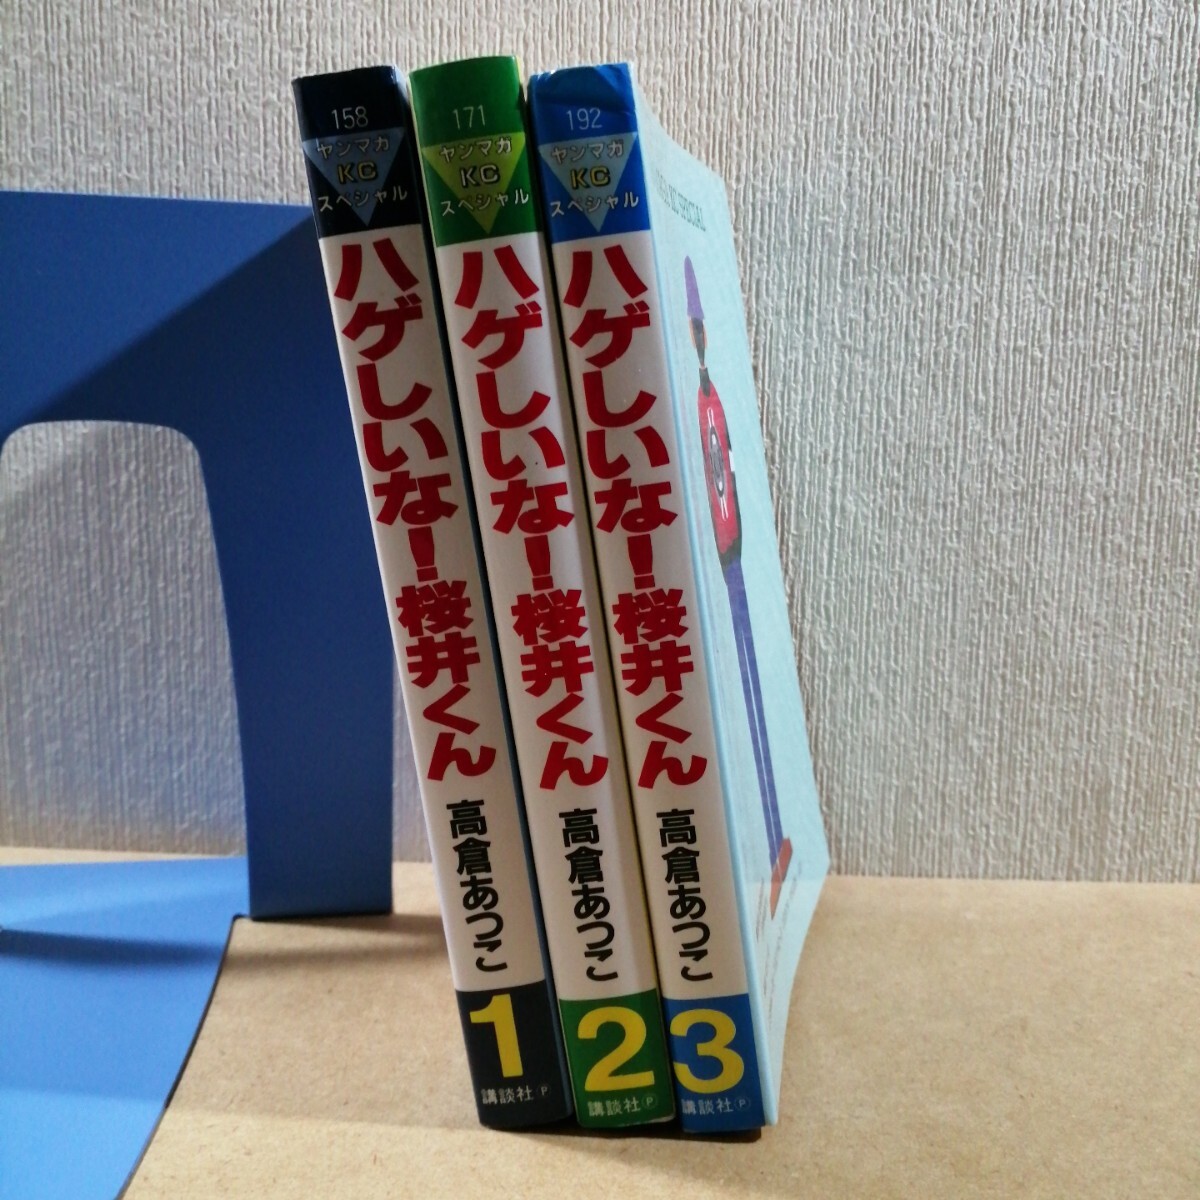 158
ヤンマガ
KC
スペシャル
ハゲしいな!桜井くん
高倉あつこ
1
講談社 P
171
ヤンマガ
KC
スペシャル
ハゲしいな!桜井くん
高倉あつこ
2
講談社 P
192
ヤンマガ
KC
スペシャル
ハゲしいな!桜井くん
高倉あつこ
3
講談社 P
KC SPECIAL